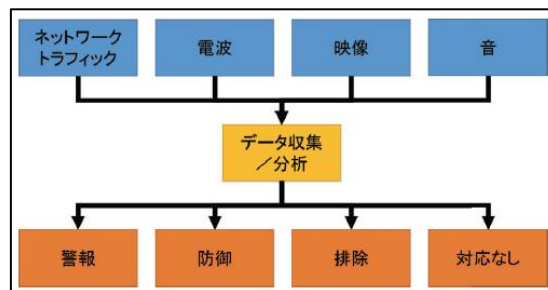 ネットワーク
トラフィック
電波
映像
音
データ収集
／分析
警報
防御
排除
対応なし